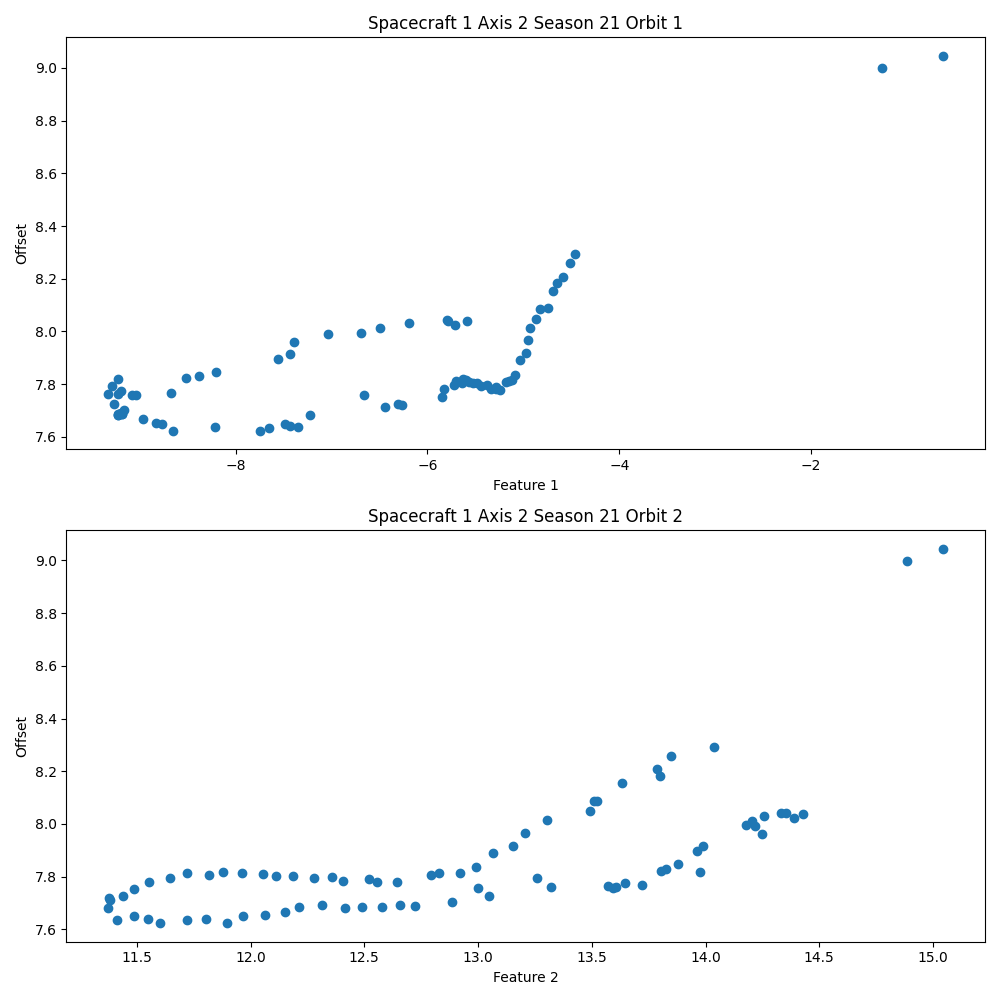 Spacecraft 1 Axis 2 Season 21 Orbit 1
9.0
8.8
8.6
8.4
8.2
8.0
7.8
7.6
Offset
−8 −6 −4 −2
Feature 1
Spacecraft 1 Axis 2 Season 21 Orbit 2
9.0
8.8
8.6
8.4
8.2
8.0
7.8
7.6
Offset
11.5 12.0 12.5 13.0 13.5 14.0 14.5 15.0
Feature 2